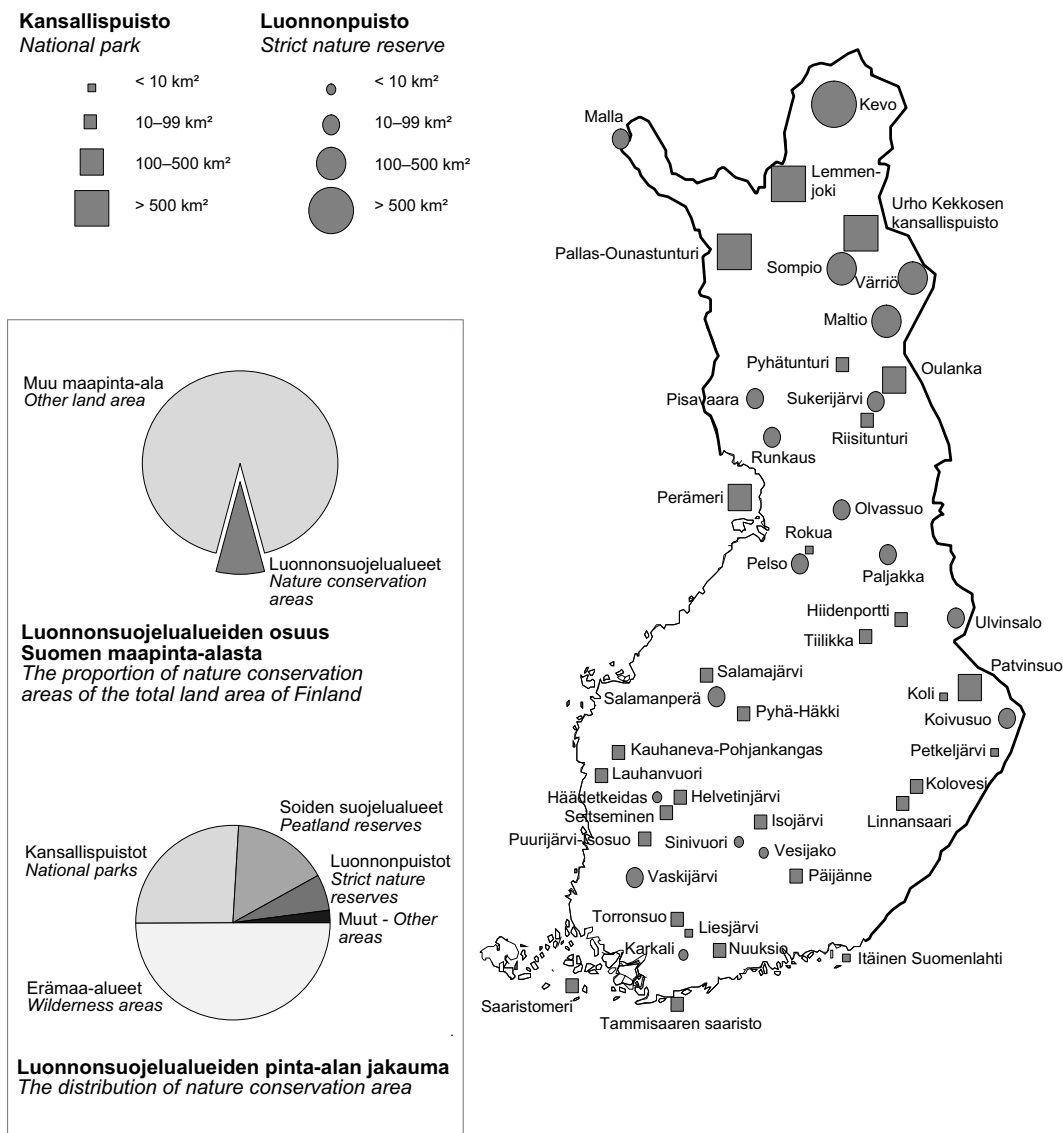 Kansallispuisto
National park
< 10 km²
10–99 km²
100–500 km²
> 500 km²
Luonnonpuisto
Strict nature reserve
< 10 km²
10–99 km²
100–500 km²
> 500 km²
Muu maapinta-ala
Other land area
Luonnonsuojelualueet
Nature conservation
areas
Luonnonsuojelualueiden osuus
Suomen maapinta-alasta
The proportion of nature conservation
areas of the total land area of Finland
Soiden suojelualueet
Peatland reserves
Kansallispuistot
National parks
Luonnonpuistot
Strict nature
reserves
Muut - Other
areas
Erämaa-alueet
Wilderness areas
Luonnonsuojelualueiden pinta-alan jakauma
The distribution of nature conservation area
Kevo
Malla
Lemmen-
joki
Urho Kekkosen
kansallispuisto
Pallas-Ounastunturi
Sompio
Värriö
Maltio
Pyhätunturi
Oulanka
Pisavaara
Sukerijärvi
Riisitunturi
Runkaus
Perämeri
Olvassuo
Rokua
Pelso
Paljakka
Hiidenportti
Ulvinsalo
Tiilikka
Patvinsuo
Salamajärvi
Salamanperä
Koli
Pyhä-Häkki
Koivusuo
Kauhaneva-Pohjankangas
Petkeljärvi
Lauhanvuori
Kolovesi
Häädetkeidas
Helvetinjärvi
Linnansaari
Seitseminen
Isojärvi
Puurijärvi-Isosuo
Sinivuori
Vesijako
Vaskijärvi
Päijänne
Torronsuo
Liesjärvi
Karkali
Nuuksio
Itäinen Suomenlahti
Saaristomeri
Tammisaaren saaristo